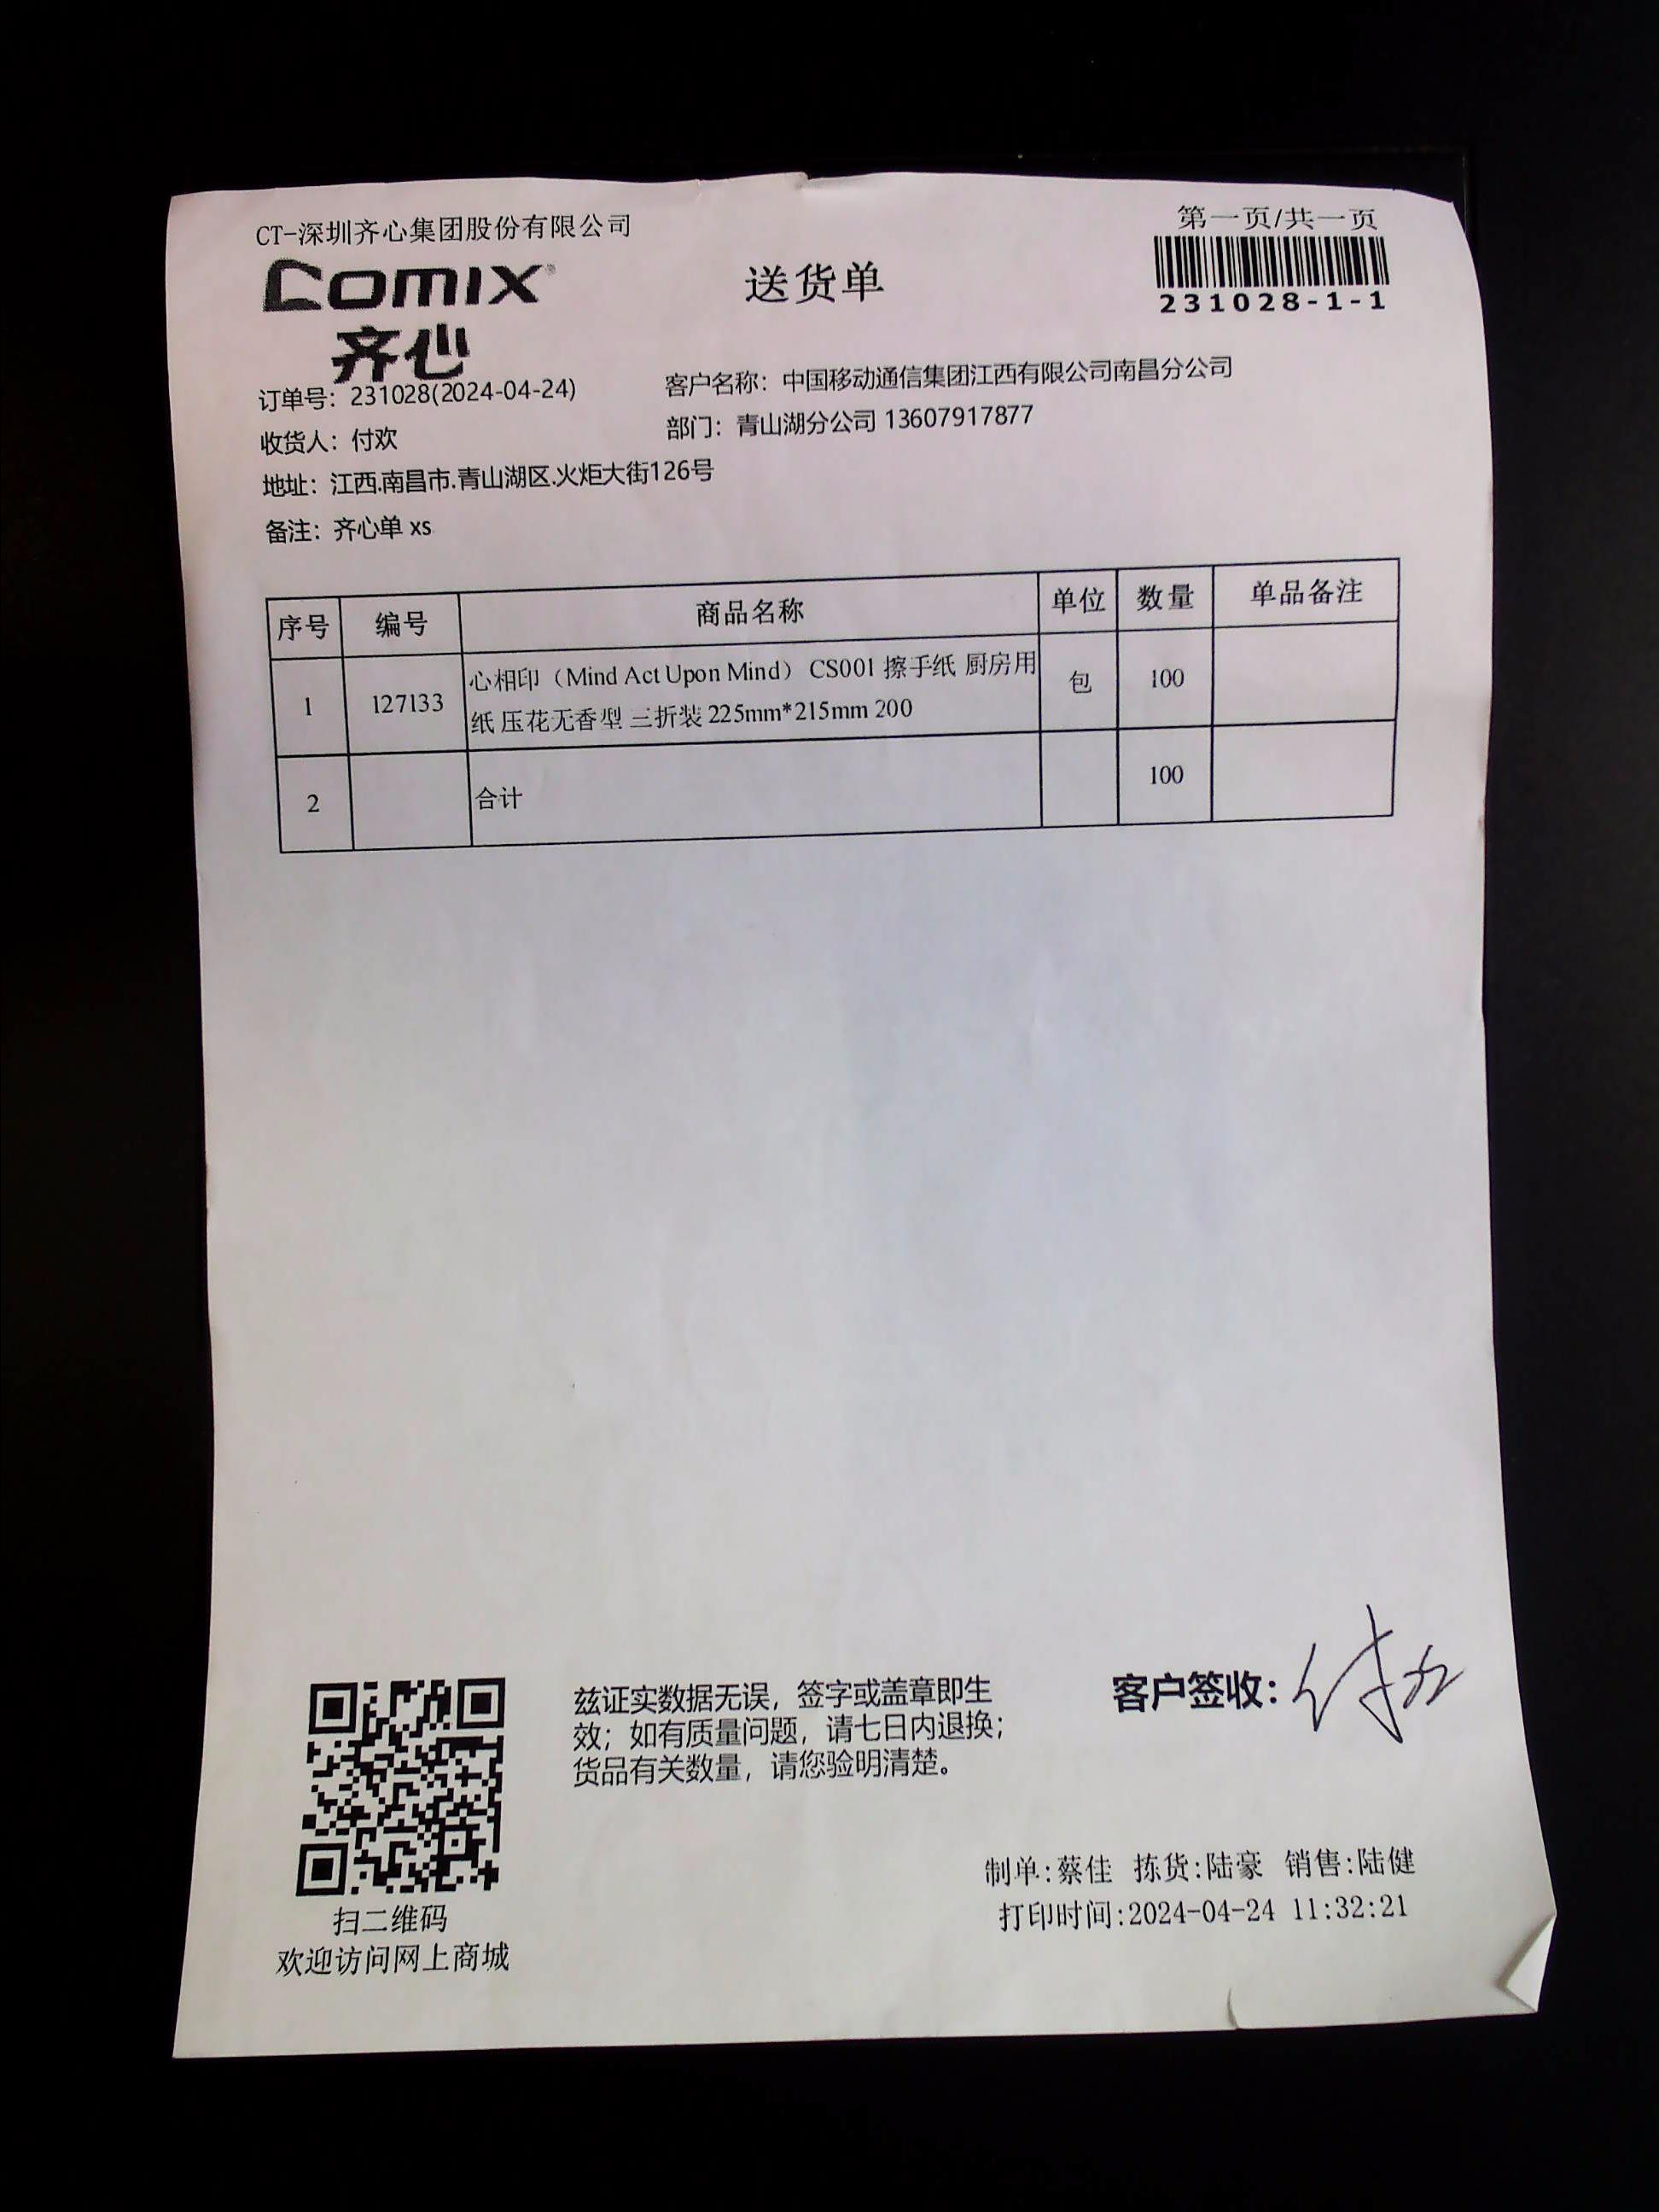 CT-深圳齐心集团股份有限公司
第一页/共一页
comix
齐心
送货单
231028-1-1
订单号：231028(2024-04-24)
客户名称：中国移动通信集团江西有限公司南昌分公司
收货人：付欢
部门：青山湖分公司 13607917877
地址：江西.南昌市.青山湖区.火炬大街126号
备注：齐心单 xs
序号 编号 商品名称 单位 数量 单品备注
1 127133 心相印（Mind Act Upon Mind） CS001 擦手纸 厨房用
纸 压花无香型 三折装 225mm*215mm 200 包 100
2 合计 100
兹证实数据无误，签字或盖章即生
效；如有质量问题，请七日内退换；
货品有关数量，请您验明清楚。
客户签收：付欢
制单:蔡佳 拣货:陆豪 销售:陆健
打印时间:2024-04-24 11:32:21
扫二维码
欢迎访问网上商城